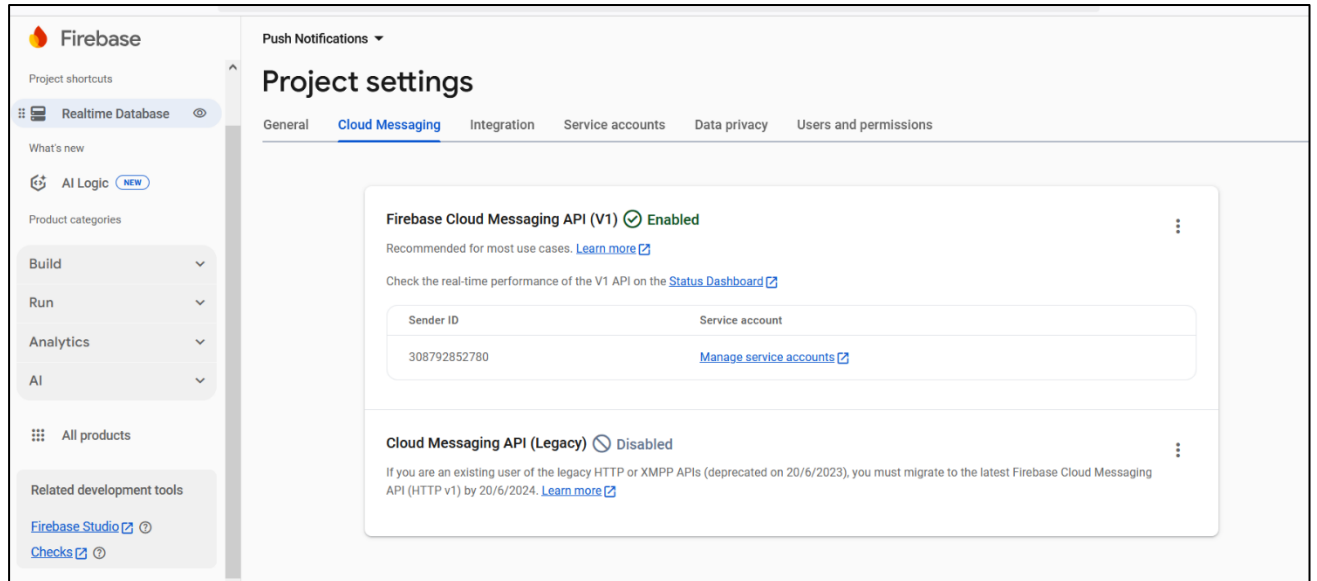 Firebase
Project shortcuts
Realtime Database
What's new
AI Logic NEW
Product categories
Build
Run
Analytics
AI
All products
Related development tools
Firebase Studio
Checks
Push Notifications
Project settings
General Cloud Messaging Integration Service accounts Data privacy Users and permissions
Firebase Cloud Messaging API (V1) Enabled
Recommended for most use cases. Learn more
Check the real-time performance of the V1 API on the Status Dashboard
Sender ID Service account
308792852780 Manage service accounts
Cloud Messaging API (Legacy) Disabled
If you are an existing user of the legacy HTTP or XMPP APIs (deprecated on 20/6/2023), you must migrate to the latest Firebase Cloud Messaging
API (HTTP v1) by 20/6/2024. Learn more